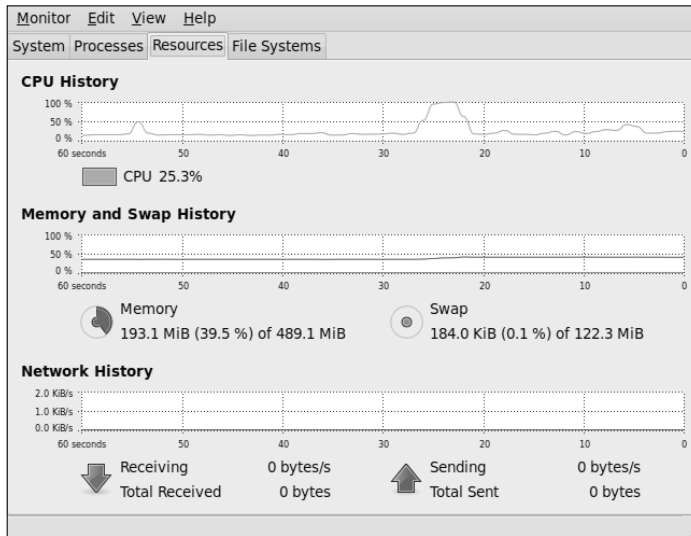 Monitor Edit View Help
System Processes Resources File Systems
CPU History
100 %
50 %
0 %
60 seconds 50 40 30 20 10 0
CPU 25.3%
Memory and Swap History
100 %
50 %
0 %
60 seconds 50 40 30 20 10 0
Memory Swap
193.1 MiB (39.5 %) of 489.1 MiB 184.0 KiB (0.1 %) of 122.3 MiB
Network History
2.0 KiB/s
1.0 KiB/s
0.0 KiB/s
60 seconds 50 40 30 20 10 0
Receiving 0 bytes/s Sending 0 bytes/s
Total Received 0 bytes Total Sent 0 bytes